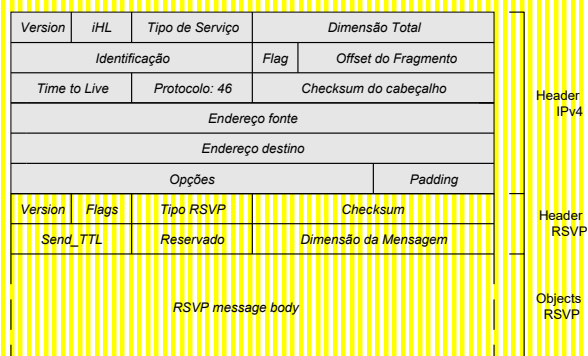 Version iHL Tipo de Serviço Dimensão Total
Identificação Flag Offset do Fragmento
Time to Live Protocolo: 46 Checksum do cabeçalho
Header IPv4
Endereço fonte
Endereço destino
Opções Padding
Version Flags Tipo RSVP Checksum
Header RSVP
Send_TTL Reservado Dimensão da Mensagem
RSVP message body
Objects RSVP